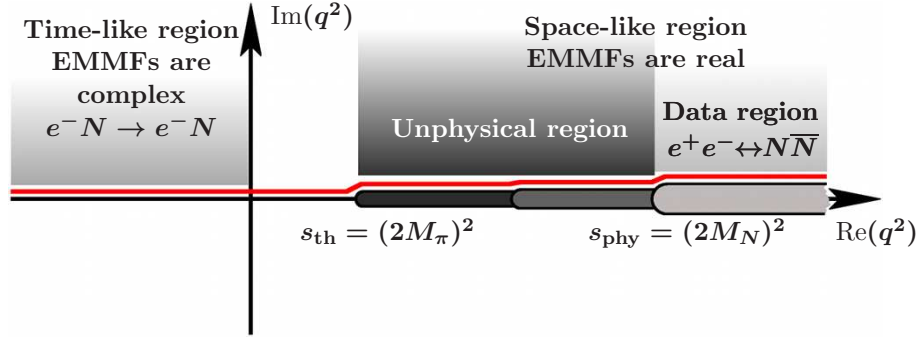 Im(q²)
Time-like region
EMMFs are
complex
e⁻N → e⁻N
Space-like region
EMMFs are real
Unphysical region
Data region
e⁺e⁻↔NN̅
s_th = (2M_π)²
s_phy = (2M_N)²
Re(q²)